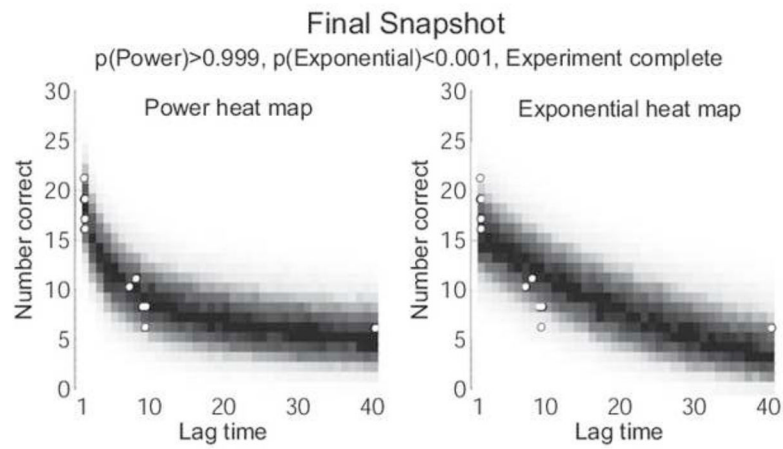 Final Snapshot
p(Power)>0.999, p(Exponential)<0.001, Experiment complete
Power heat map
Number correct
30
25
20
15
10
5
0
1 10 20 30 40
Lag time
Exponential heat map
Number correct
30
25
20
15
10
5
0
1 10 20 30 40
Lag time